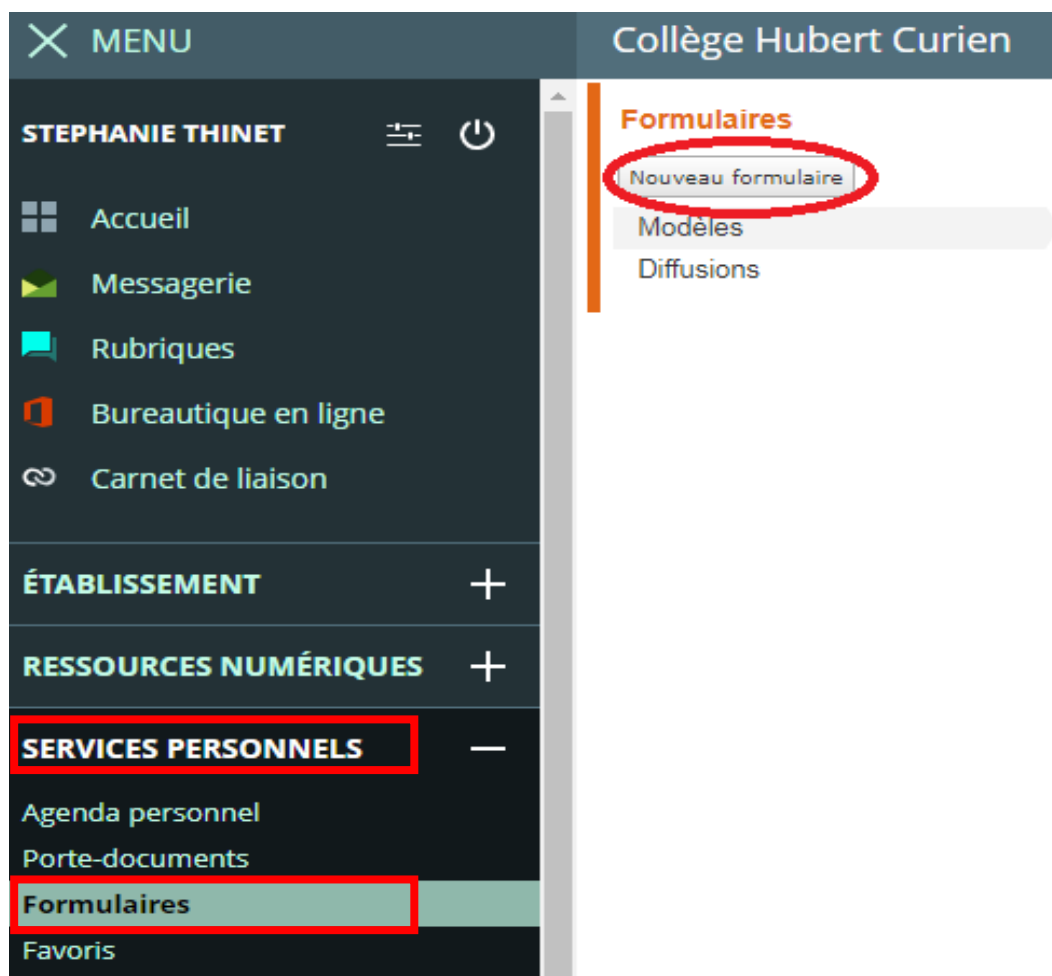 MENU
Collège Hubert Curien
STEPHANIE THINET
Accueil
Messagerie
Rubriques
Bureautique en ligne
Carnet de liaison
ÉTABLISSEMENT
RESSOURCES NUMÉRIQUES
SERVICES PERSONNELS
Agenda personnel
Porte-documents
Formulaires
Favoris
Formulaires
Nouveau formulaire
Modèles
Diffusions